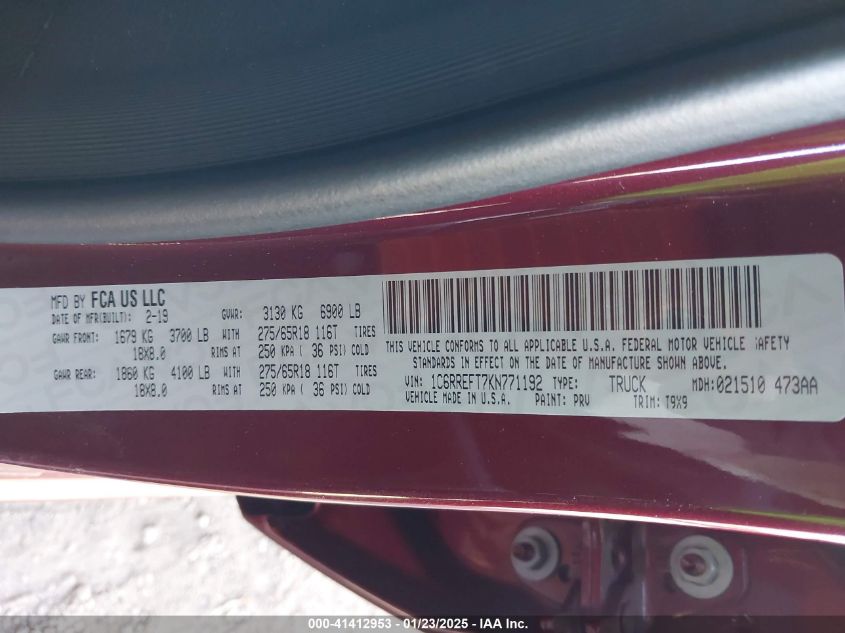 MFD BY FCA US LLC
DATE OF MFR(BUILT): 2-19 GVWR: 3130 KG 6900 LB
GAWR FRONT: 1679 KG 3700 LB WITH 275/65R18 116T TIRES
18X8.0 RIMS AT 250 KPA ( 36 PSI) COLD
GAWR REAR: 1860 KG 4100 LB WITH 275/65R18 116T TIRES
18X8.0 RIMS AT 250 KPA ( 36 PSI) COLD
THIS VEHICLE CONFORMS TO ALL APPLICABLE U.S.A. FEDERAL MOTOR VEHICLE SAFETY
STANDARDS IN EFFECT ON THE DATE OF MANUFACTURE SHOWN ABOVE.
VIN: 1C6RREFT7KN771192 TYPE: TRUCK MDH: 021510 473AA
VEHICLE MADE IN U.S.A. PAINT: PRV TRIM: T9X9
000-41412953 - 01/23/2025 - IAA Inc.